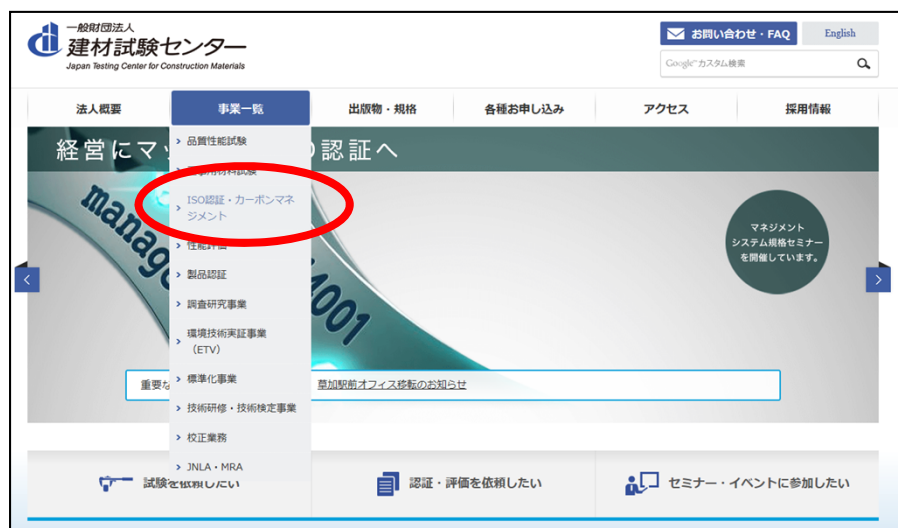 一般財団法人
建材試験センター
Japan Testing Center for Construction Materials
お問い合わせ・FAQ
English
Google カスタム検索
法人概要
事業一覧
出版物・規格
各種お申し込み
アクセス
採用情報
品質性能試験
ISO認証・カーボンマネ
ジメント
性能評価
製品認証
調査研究事業
環境技術実証事業
（ETV）
標準化事業
技術研修・技術検定事業
校正業務
JNLA・MRA
経営にマッ
の認証へ
4001
マネジメント
システム規格セミナー
を開催しています。
重要な
草加駅前オフィス移転のお知らせ
試験を依頼したい
認証・評価を依頼したい
セミナー・イベントに参加したい